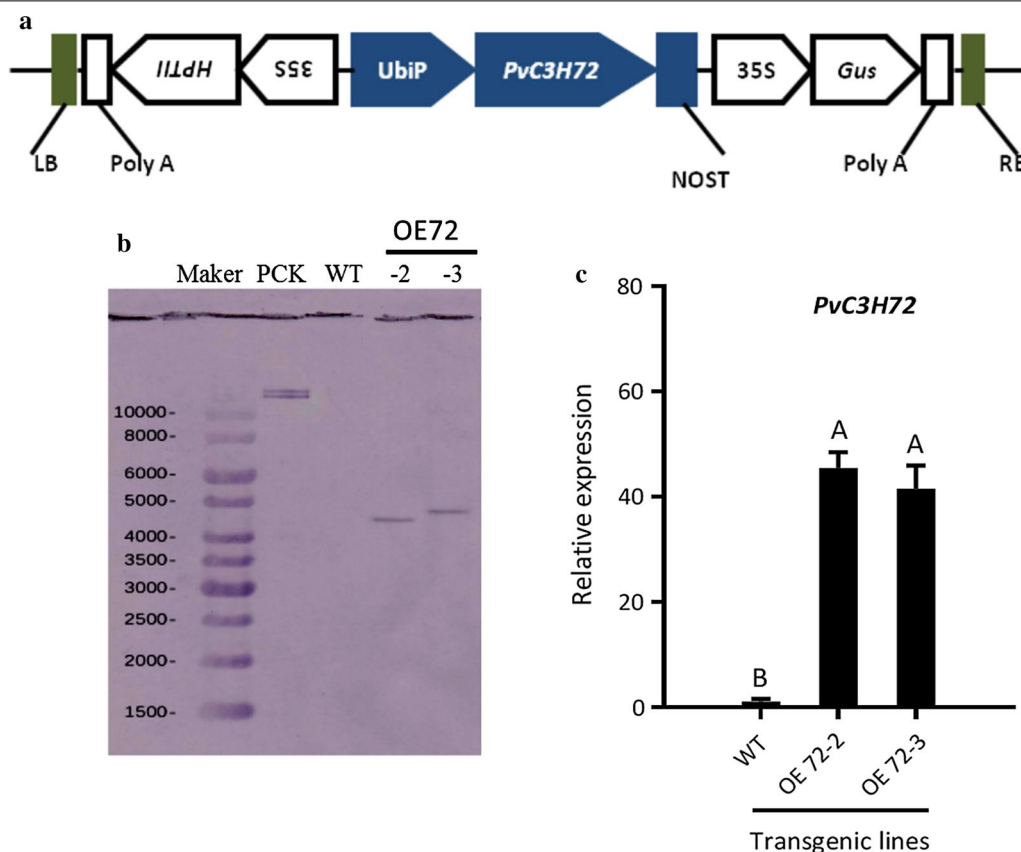 a
HPTII
35S
UbiP
PvC3H72
35S
Gus
LB
Poly A
NOST
Poly A
b
OE72
Maker PCK WT -2 -3
10000-
8000-
6000-
5000-
4000-
3500-
3000-
2500-
2000-
1500-
c
PvC3H72
80
60
40
20
0
Relative expression
B
A
A
WT
OE 72-2
OE 72-3
Transgenic lines